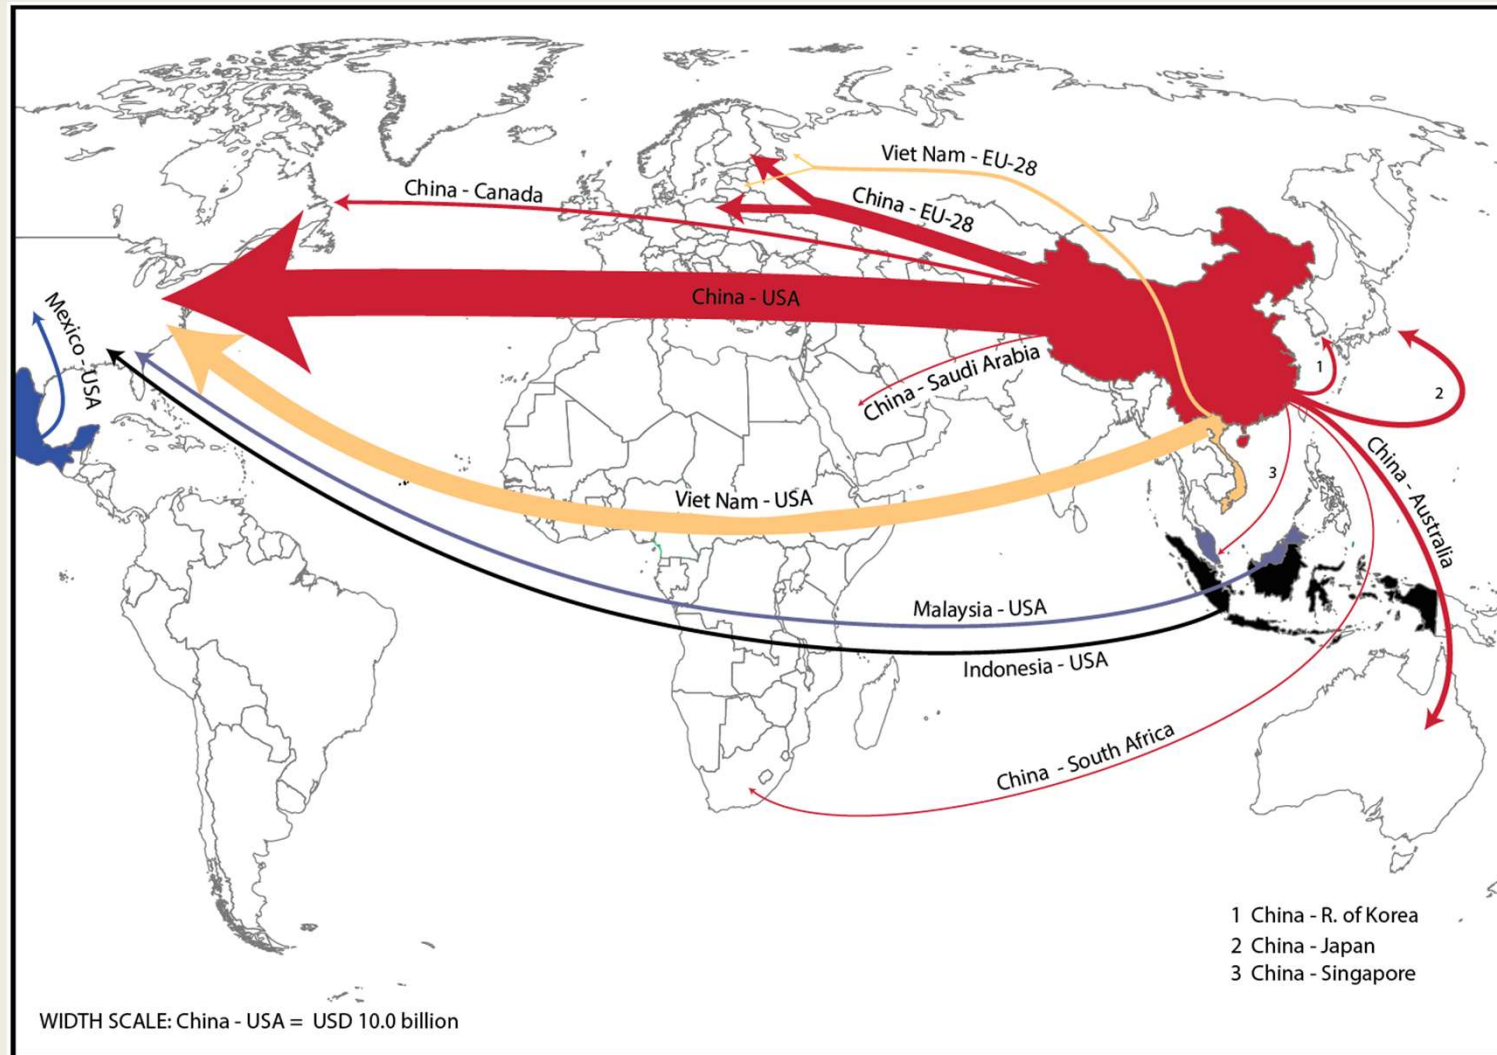 Viet Nam - EU-28
China - Canada
China - EU-28
China - USA
Mexico - USA
China - Saudi Arabia
1
2
3
China - Australia
Viet Nam - USA
Malaysia - USA
Indonesia - USA
China - South Africa
1 China - R. of Korea
2 China - Japan
3 China - Singapore
WIDTH SCALE: China - USA = USD 10.0 billion